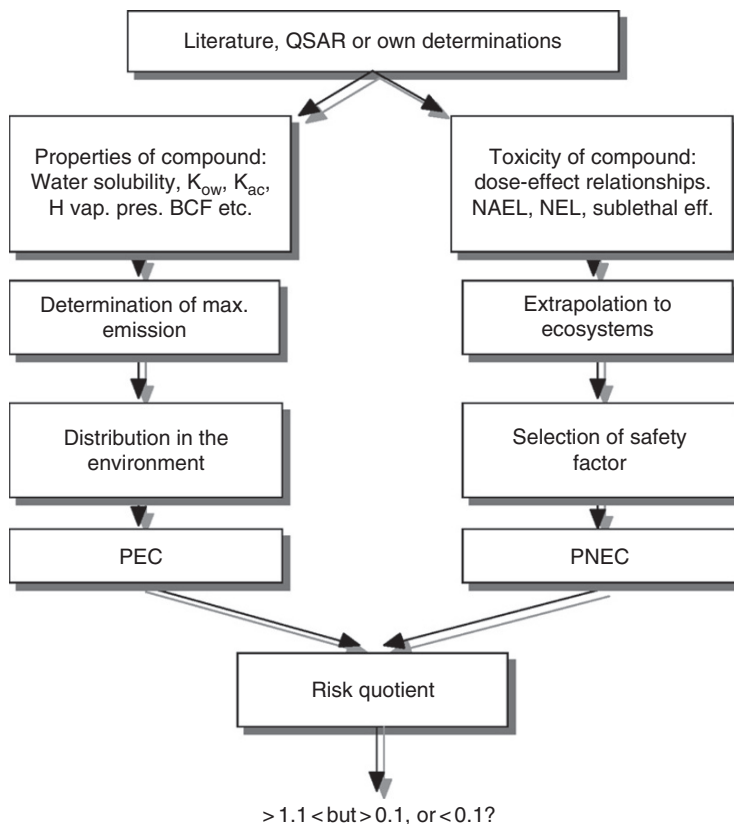 Literature, QSAR or own determinations
Properties of compound:
Water solubility, Kow, Kac,
H vap. pres. BCF etc.
Toxicity of compound:
dose-effect relationships.
NAEL, NEL, sublethal eff.
Determination of max.
emission
Extrapolation to
ecosystems
Distribution in the
environment
Selection of safety
factor
PEC
PNEC
Risk quotient
>1.1<but>0.1, or<0.1?